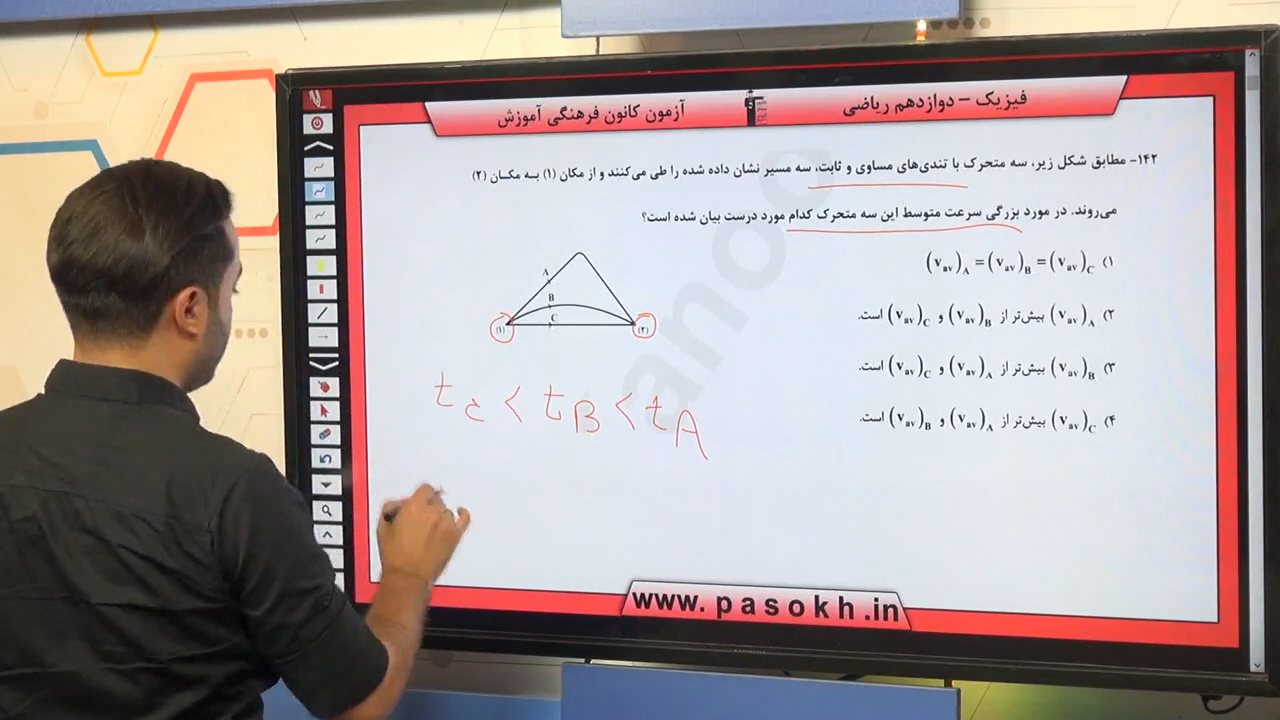 فیزیک – دوازدهم ریاضی
آزمون کانون فرهنگی آموزش
۱۴۲- مطابق شکل زیر، سه متحرک با تندی‌های مساوی و ثابت، سه مسیر نشان داده شده را طی می‌کنند و از مکان (۱) به مکـان (۲)
می‌روند. در مورد بزرگی سرعت متوسط این سه متحرک کدام مورد درست بیان شده است؟
۱) (v_av)_A = (v_av)_B = (v_av)_C
۲) (v_av)_A بیش‌تر از (v_av)_B و (v_av)_C است.
۳) (v_av)_B بیش‌تر از (v_av)_A و (v_av)_C است.
۴) (v_av)_C بیش‌تر از (v_av)_A و (v_av)_B است.
A
B
C
(۱)
(۲)
t_c < t_B < t_A
www. pasokh .in